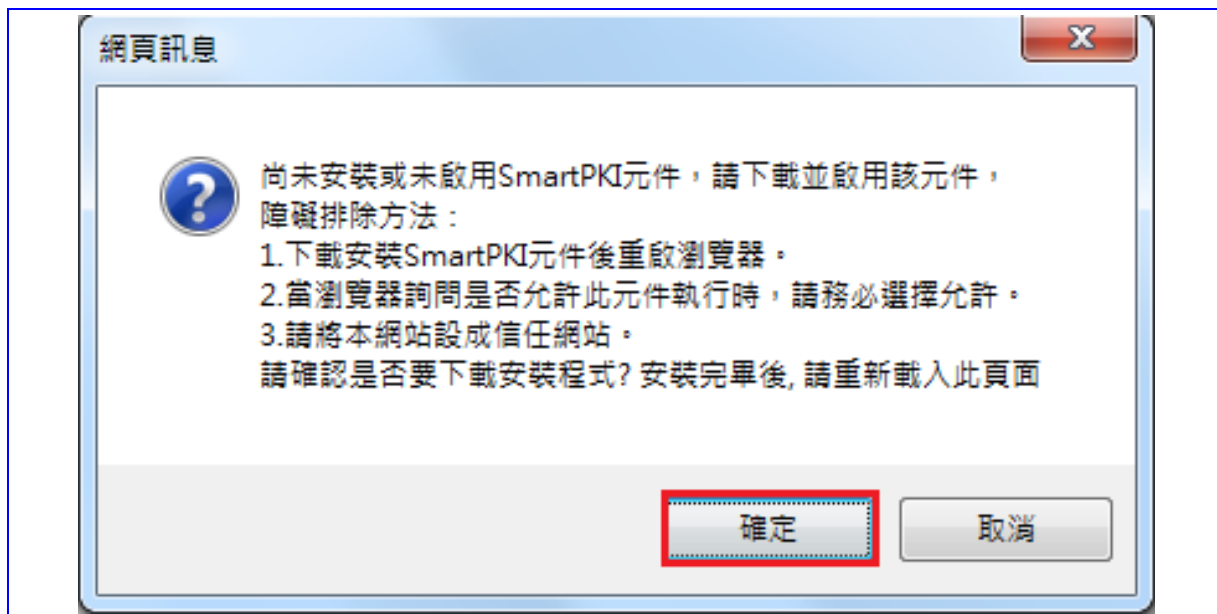 網頁訊息
尚未安裝或未啟用SmartPKI元件，請下載並啟用該元件，
障礙排除方法：
1.下載安裝SmartPKI元件後重啟瀏覽器。
2.當瀏覽器詢問是否允許此元件執行時，請務必選擇允許。
3.請將本網站設成信任網站。
請確認是否要下載安裝程式? 安裝完畢後, 請重新載入此頁面
確定
取消